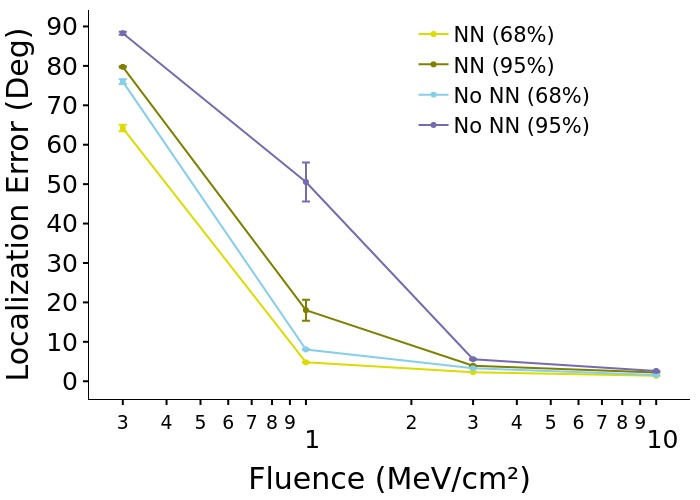 90
80
70
60
50
40
30
20
10
0
Localization Error (Deg)
NN (68%)
NN (95%)
No NN (68%)
No NN (95%)
3 4 5 6 7 8 9 2 3 4 5 6 7 8 9
1 10
Fluence (MeV/cm²)